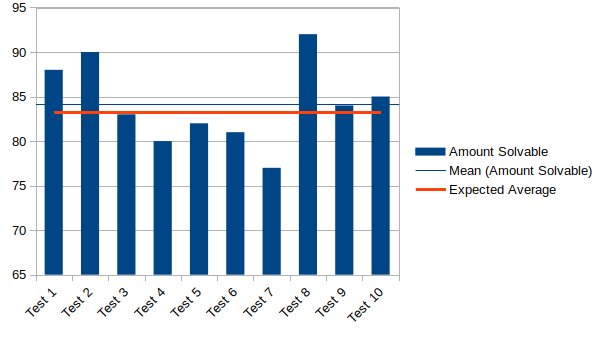 95
90
85
80
75
70
65
Test 1
Test 2
Test 3
Test 4
Test 5
Test 6
Test 7
Test 8
Test 9
Test 10
Amount Solvable
Mean (Amount Solvable)
Expected Average